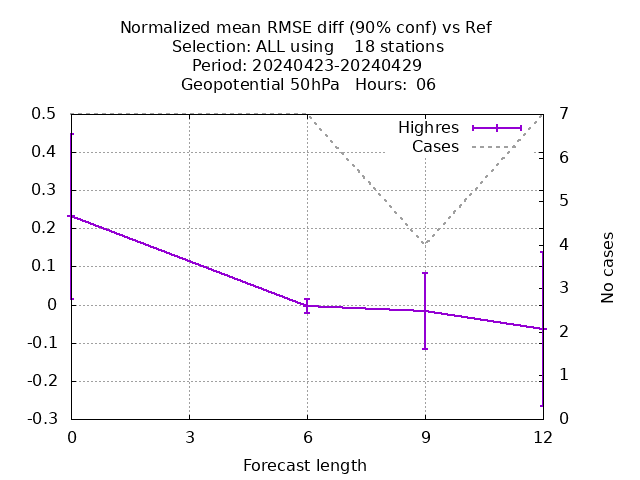 Normalized mean RMSE diff (90% conf) vs Ref
Selection: ALL using    18 stations
Period: 20240423-20240429
Geopotential 50hPa   Hours: 06
Highres
Cases
0.5
0.4
0.3
0.2
0.1
0
-0.1
-0.2
-0.3
7
6
5
4
3
2
1
0
No cases
0 3 6 9 12
Forecast length